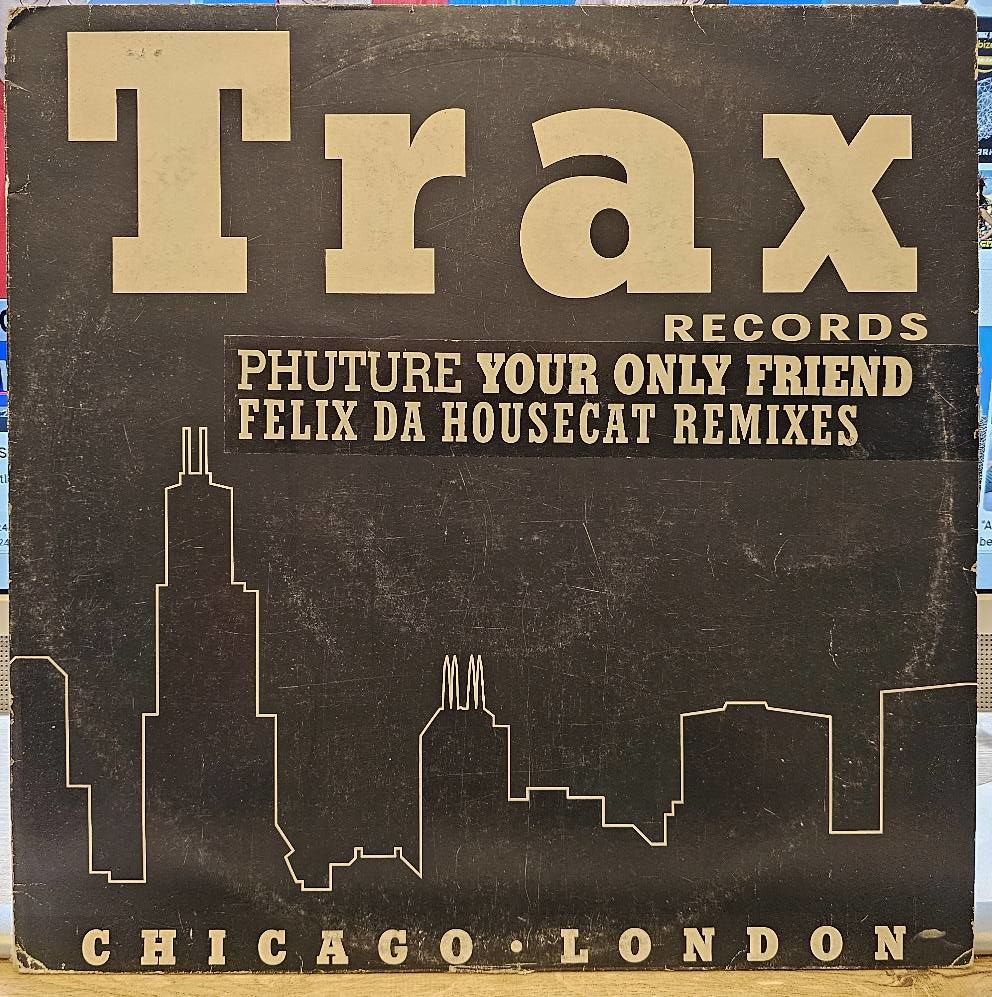 Trax
RECORDS
PHUTURE YOUR ONLY FRIEND
FELIX DA HOUSECAT REMIXES
CHICAGO · LONDON